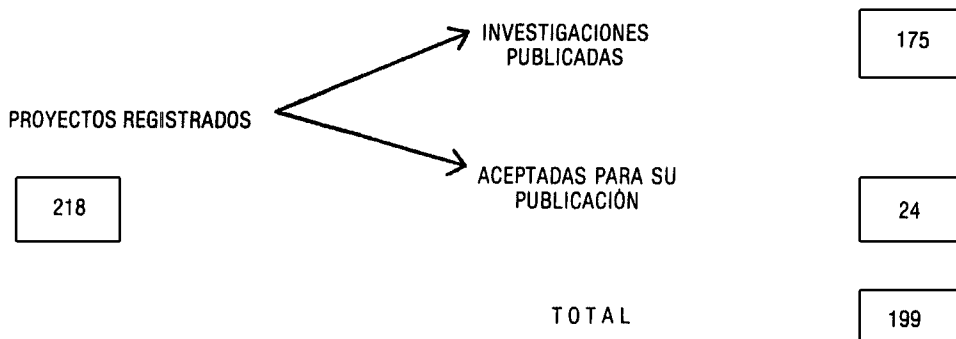 INVESTIGACIONES
PUBLICADAS
175
PROYECTOS REGISTRADOS
218
ACEPTADAS PARA SU
PUBLICACIÓN
24
TOTAL
199